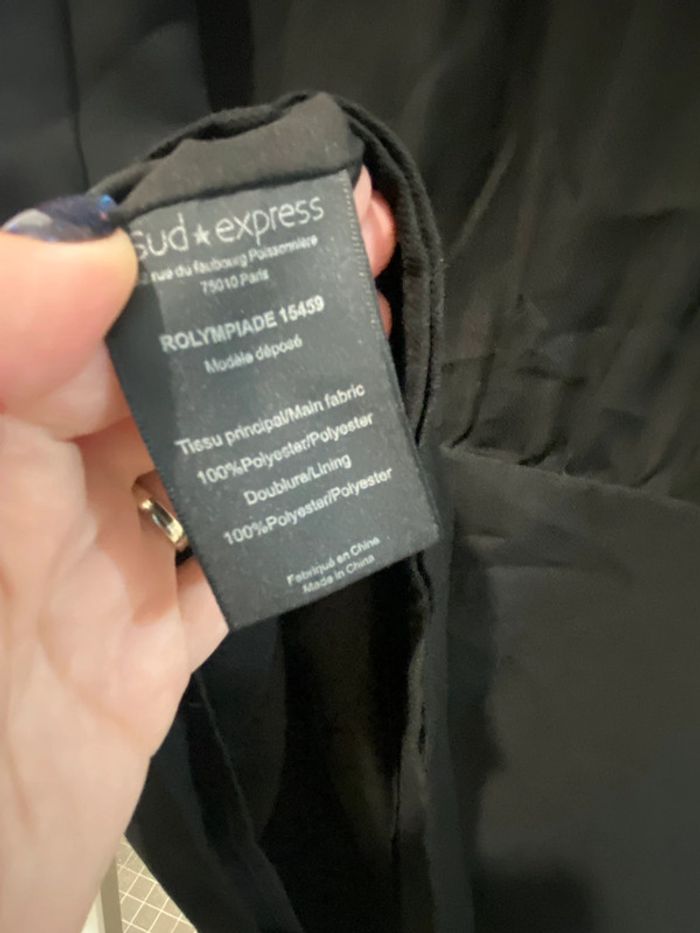 sud★express
rue du faubourg Poissonnière
75010 Paris
ROLYMPIADE 15459
Modèle déposé
Tissu principal/Main fabric
100%Polyester/Polyester
Doublure/Lining
100%Polyester/Polyester
Fabriqué en Chine
Made in China